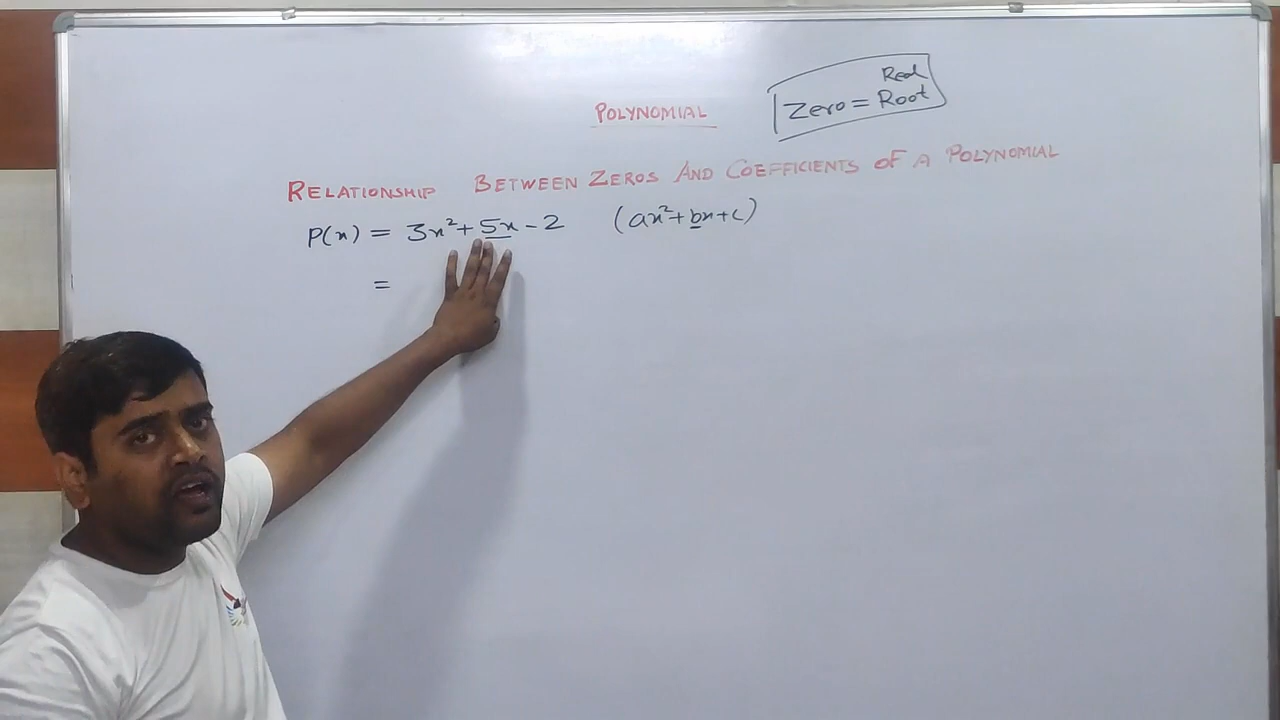 Real
POLYNOMIAL Zero = Root
RELATIONSHIP BETWEEN ZEROS AND COEFFICIENTS OF A POLYNOMIAL
P(x) = 3x²+5x-2 (ax²+bx+c)
=